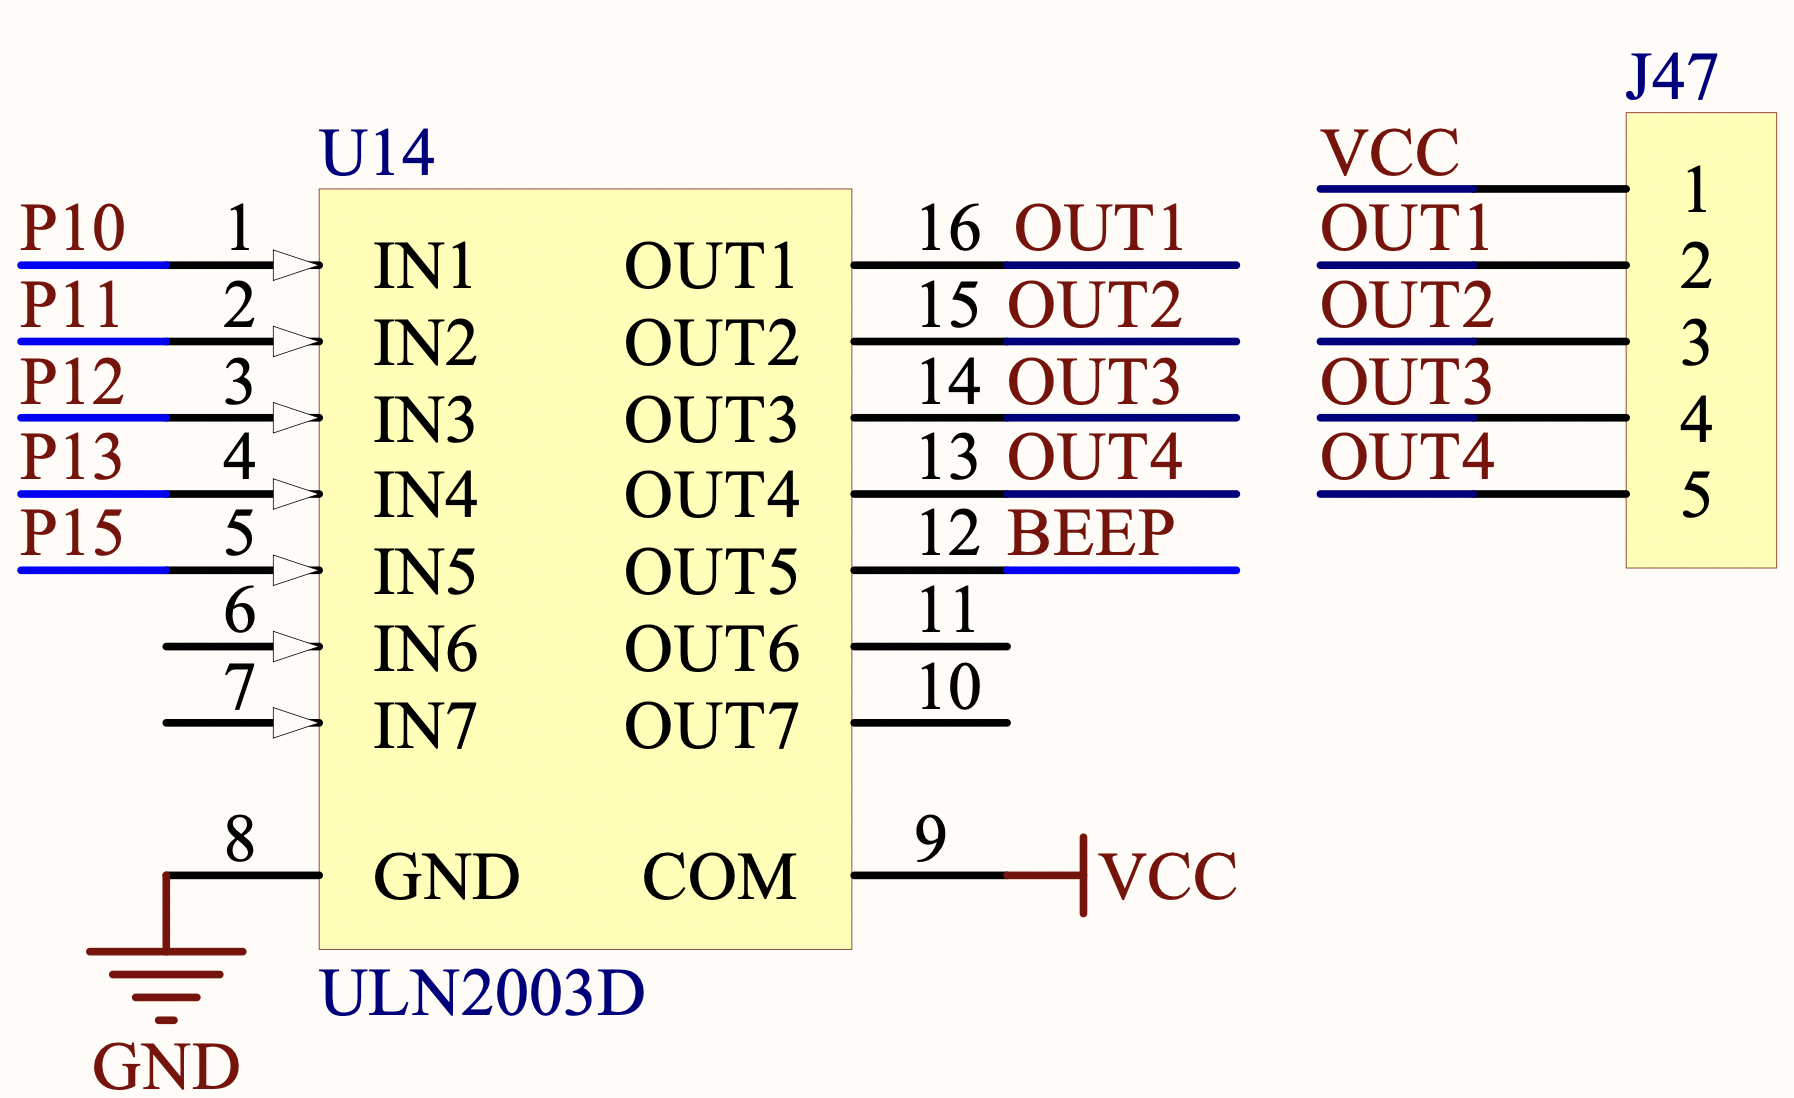 J47
U14
VCC
1
P10 1 IN1 OUT1 16 OUT1 OUT1 2
P11 2 IN2 OUT2 15 OUT2 OUT2 3
P12 3 IN3 OUT3 14 OUT3 OUT3 4
P13 4 IN4 OUT4 13 OUT4 OUT4 5
P15 5 IN5 OUT5 12 BEEP
6 IN6 OUT6 11
7 IN7 OUT7 10
8 GND COM 9 VCC
ULN2003D
GND